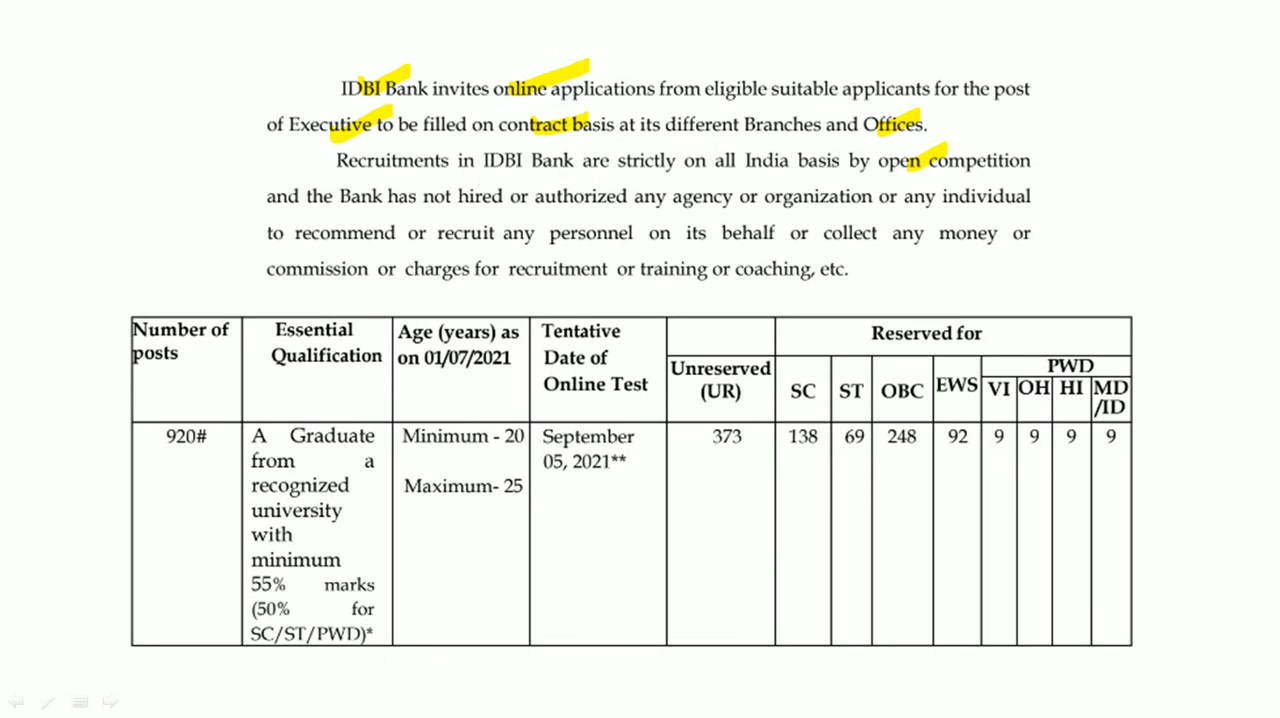 IDBI Bank invites online applications from eligible suitable applicants for the post
of Executive to be filled on contract basis at its different Branches and Offices.
Recruitments in IDBI Bank are strictly on all India basis by open competition
and the Bank has not hired or authorized any agency or organization or any individual
to recommend or recruit any personnel on its behalf or collect any money or
commission or charges for recruitment or training or coaching, etc.
Number of
posts
Essential
Qualification
Age (years) as
on 01/07/2021
Tentative
Date of
Online Test
Unreserved
(UR)
Reserved for
SC
ST
OBC
EWS
PWD
VI
OH
HI
MD
/ID
920#
A Graduate
from a
recognized
university
with
minimum
55% marks
(50% for
SC/ST/PWD)*
Minimum - 20
Maximum- 25
September
05, 2021**
373
138
69
248
92
9
9
9
9